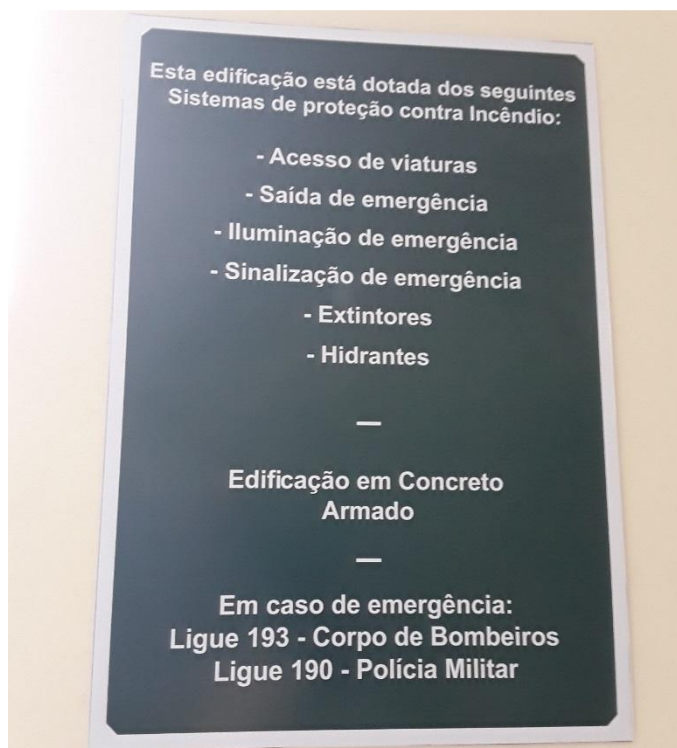 Esta edificação está dotada dos seguintes
Sistemas de proteção contra Incêndio:
- Acesso de viaturas
- Saída de emergência
- Iluminação de emergência
- Sinalização de emergência
- Extintores
- Hidrantes
—
Edificação em Concreto
Armado
—
Em caso de emergência:
Ligue 193 - Corpo de Bombeiros
Ligue 190 - Polícia Militar